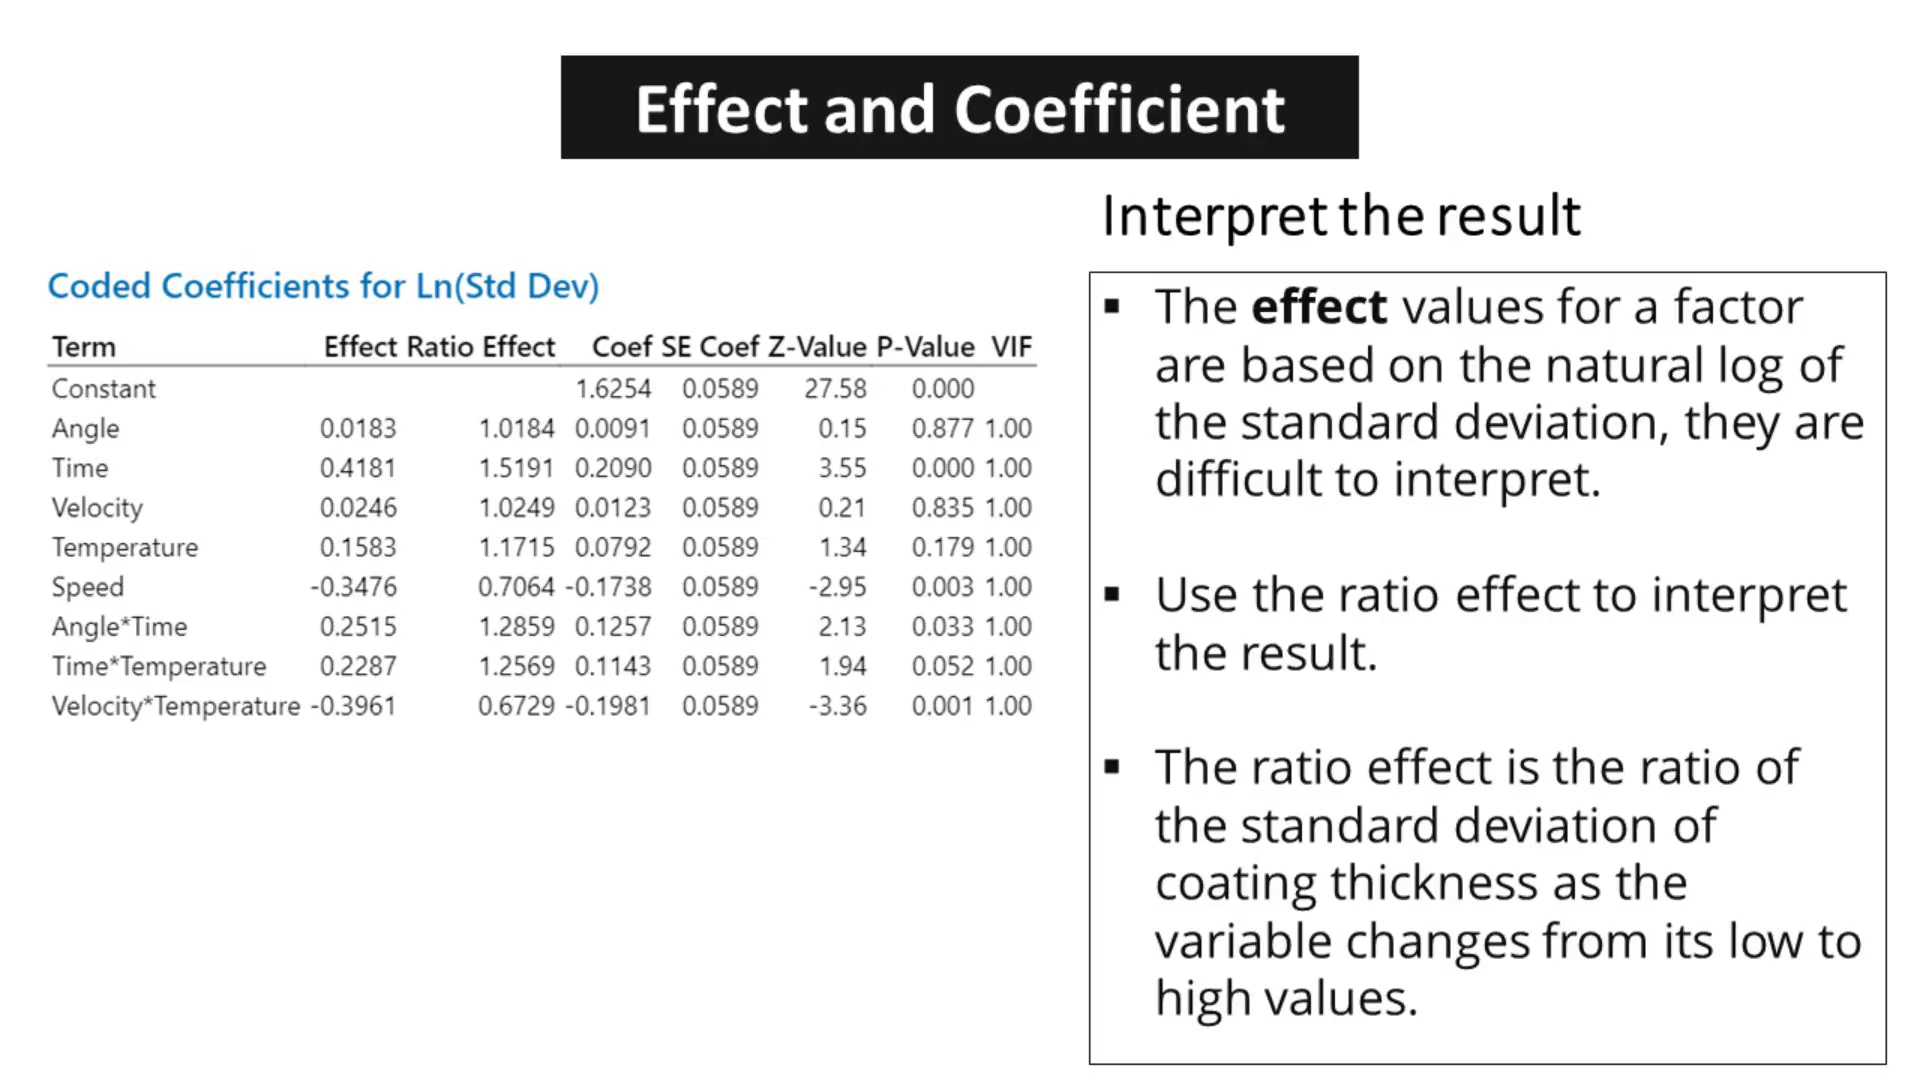 Effect and Coefficient
Interpret the result
Coded Coefficients for Ln(Std Dev)
Term Effect Ratio Effect Coef SE Coef Z-Value P-Value VIF
Constant 1.6254 0.0589 27.58 0.000
Angle 0.0183 1.0184 0.0091 0.0589 0.15 0.877 1.00
Time 0.4181 1.5191 0.2090 0.0589 3.55 0.000 1.00
Velocity 0.0246 1.0249 0.0123 0.0589 0.21 0.835 1.00
Temperature 0.1583 1.1715 0.0792 0.0589 1.34 0.179 1.00
Speed -0.3476 0.7064 -0.1738 0.0589 -2.95 0.003 1.00
Angle*Time 0.2515 1.2859 0.1257 0.0589 2.13 0.033 1.00
Time*Temperature 0.2287 1.2569 0.1143 0.0589 1.94 0.052 1.00
Velocity*Temperature -0.3961 0.6729 -0.1981 0.0589 -3.36 0.001 1.00
▪ The effect values for a factor
are based on the natural log of
the standard deviation, they are
difficult to interpret.
▪ Use the ratio effect to interpret
the result.
▪ The ratio effect is the ratio of
the standard deviation of
coating thickness as the
variable changes from its low to
high values.